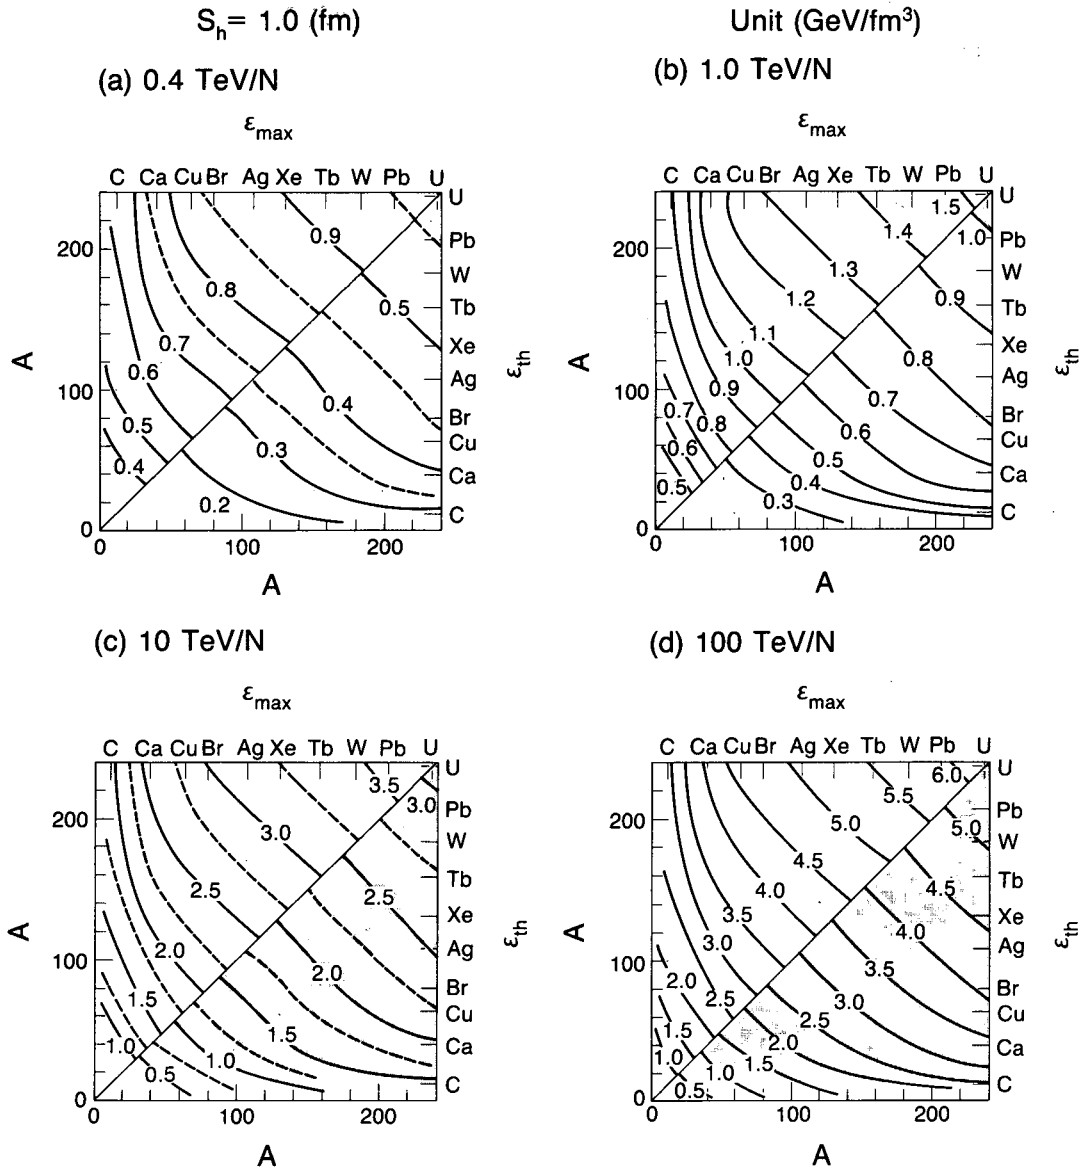 S_h = 1.0 (fm) Unit (GeV/fm³)
(a) 0.4 TeV/N
ε_max
C Ca Cu Br Ag Xe Tb W Pb U
U
Pb
W
Tb
Xe
Ag
Br
Cu
Ca
C
ε_th
A
200
100
0
0.9
0.8
0.7
0.6
0.5
0.4
0.5
0.4
0.3
0.2
0 100 200
A
(b) 1.0 TeV/N
ε_max
C Ca Cu Br Ag Xe Tb W Pb U
U
Pb
W
Tb
Xe
Ag
Br
Cu
Ca
C
ε_th
A
200
100
0
1.5
1.4
1.3
1.2
1.1
1.0
0.9
0.8
0.7
0.6
0.5
1.0
0.9
0.8
0.7
0.6
0.5
0.4
0.3
0 100 200
A
(c) 10 TeV/N
ε_max
C Ca Cu Br Ag Xe Tb W Pb U
U
Pb
W
Tb
Xe
Ag
Br
Cu
Ca
C
ε_th
A
200
100
0
3.5
3.0
2.5
2.0
1.5
1.0
3.0
2.5
2.0
1.5
1.0
0.5
0 100 200
A
(d) 100 TeV/N
ε_max
C Ca Cu Br Ag Xe Tb W Pb U
U
Pb
W
Tb
Xe
Ag
Br
Cu
Ca
C
ε_th
A
200
100
0
6.0
5.5
5.0
4.5
4.0
3.5
3.0
2.5
2.0
1.5
1.0
5.0
4.5
4.0
3.5
3.0
2.5
2.0
1.5
1.0
0.5
0 100 200
A